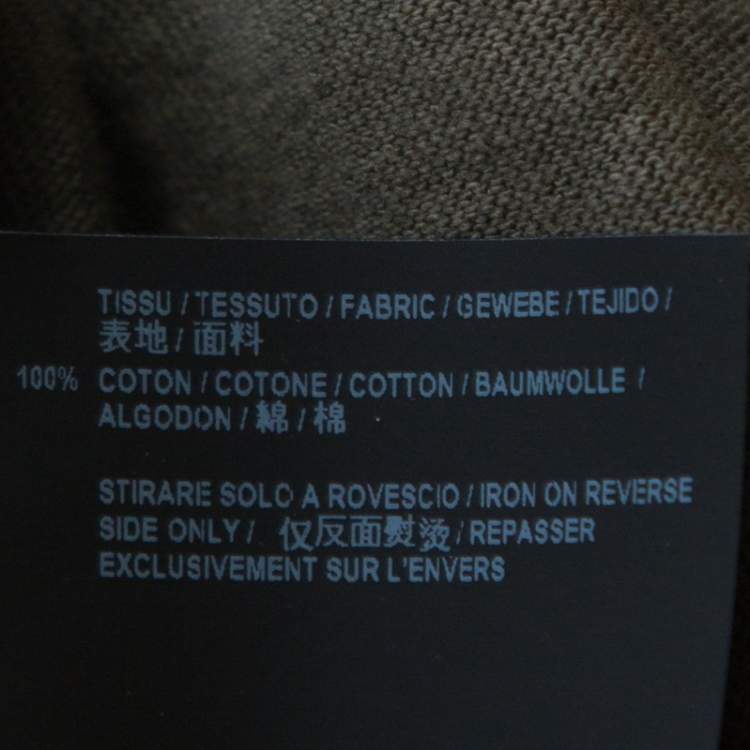 TISSU / TESSUTO / FABRIC / GEWEBE / TEJIDO /
表地 / 面料
100% COTON / COTONE / COTTON / BAUMWOLLE /
ALGODON / 綿 / 棉
STIRARE SOLO A ROVESCIO / IRON ON REVERSE
SIDE ONLY / 仅反面熨烫 / REPASSER
EXCLUSIVEMENT SUR L'ENVERS